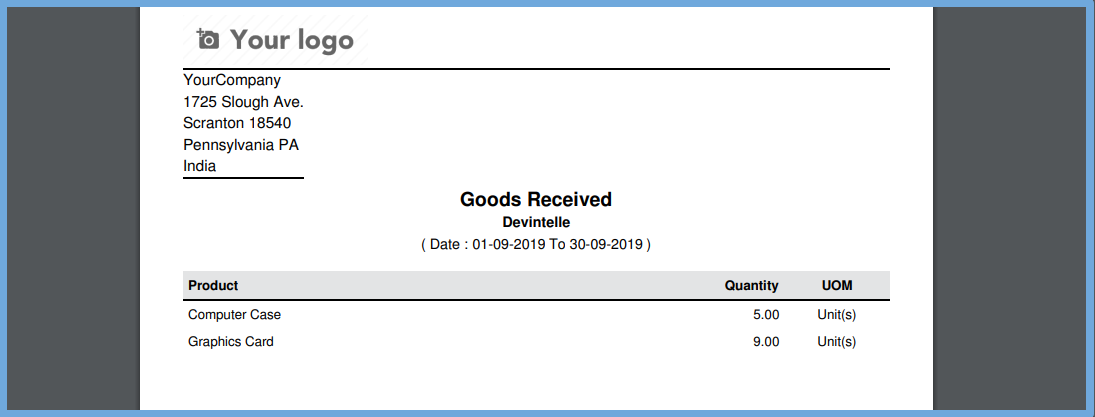 Your logo
YourCompany
1725 Slough Ave.
Scranton 18540
Pennsylvania PA
India
Goods Received
Devintelle
( Date : 01-09-2019 To 30-09-2019 )
Product Quantity UOM
Computer Case 5.00 Unit(s)
Graphics Card 9.00 Unit(s)